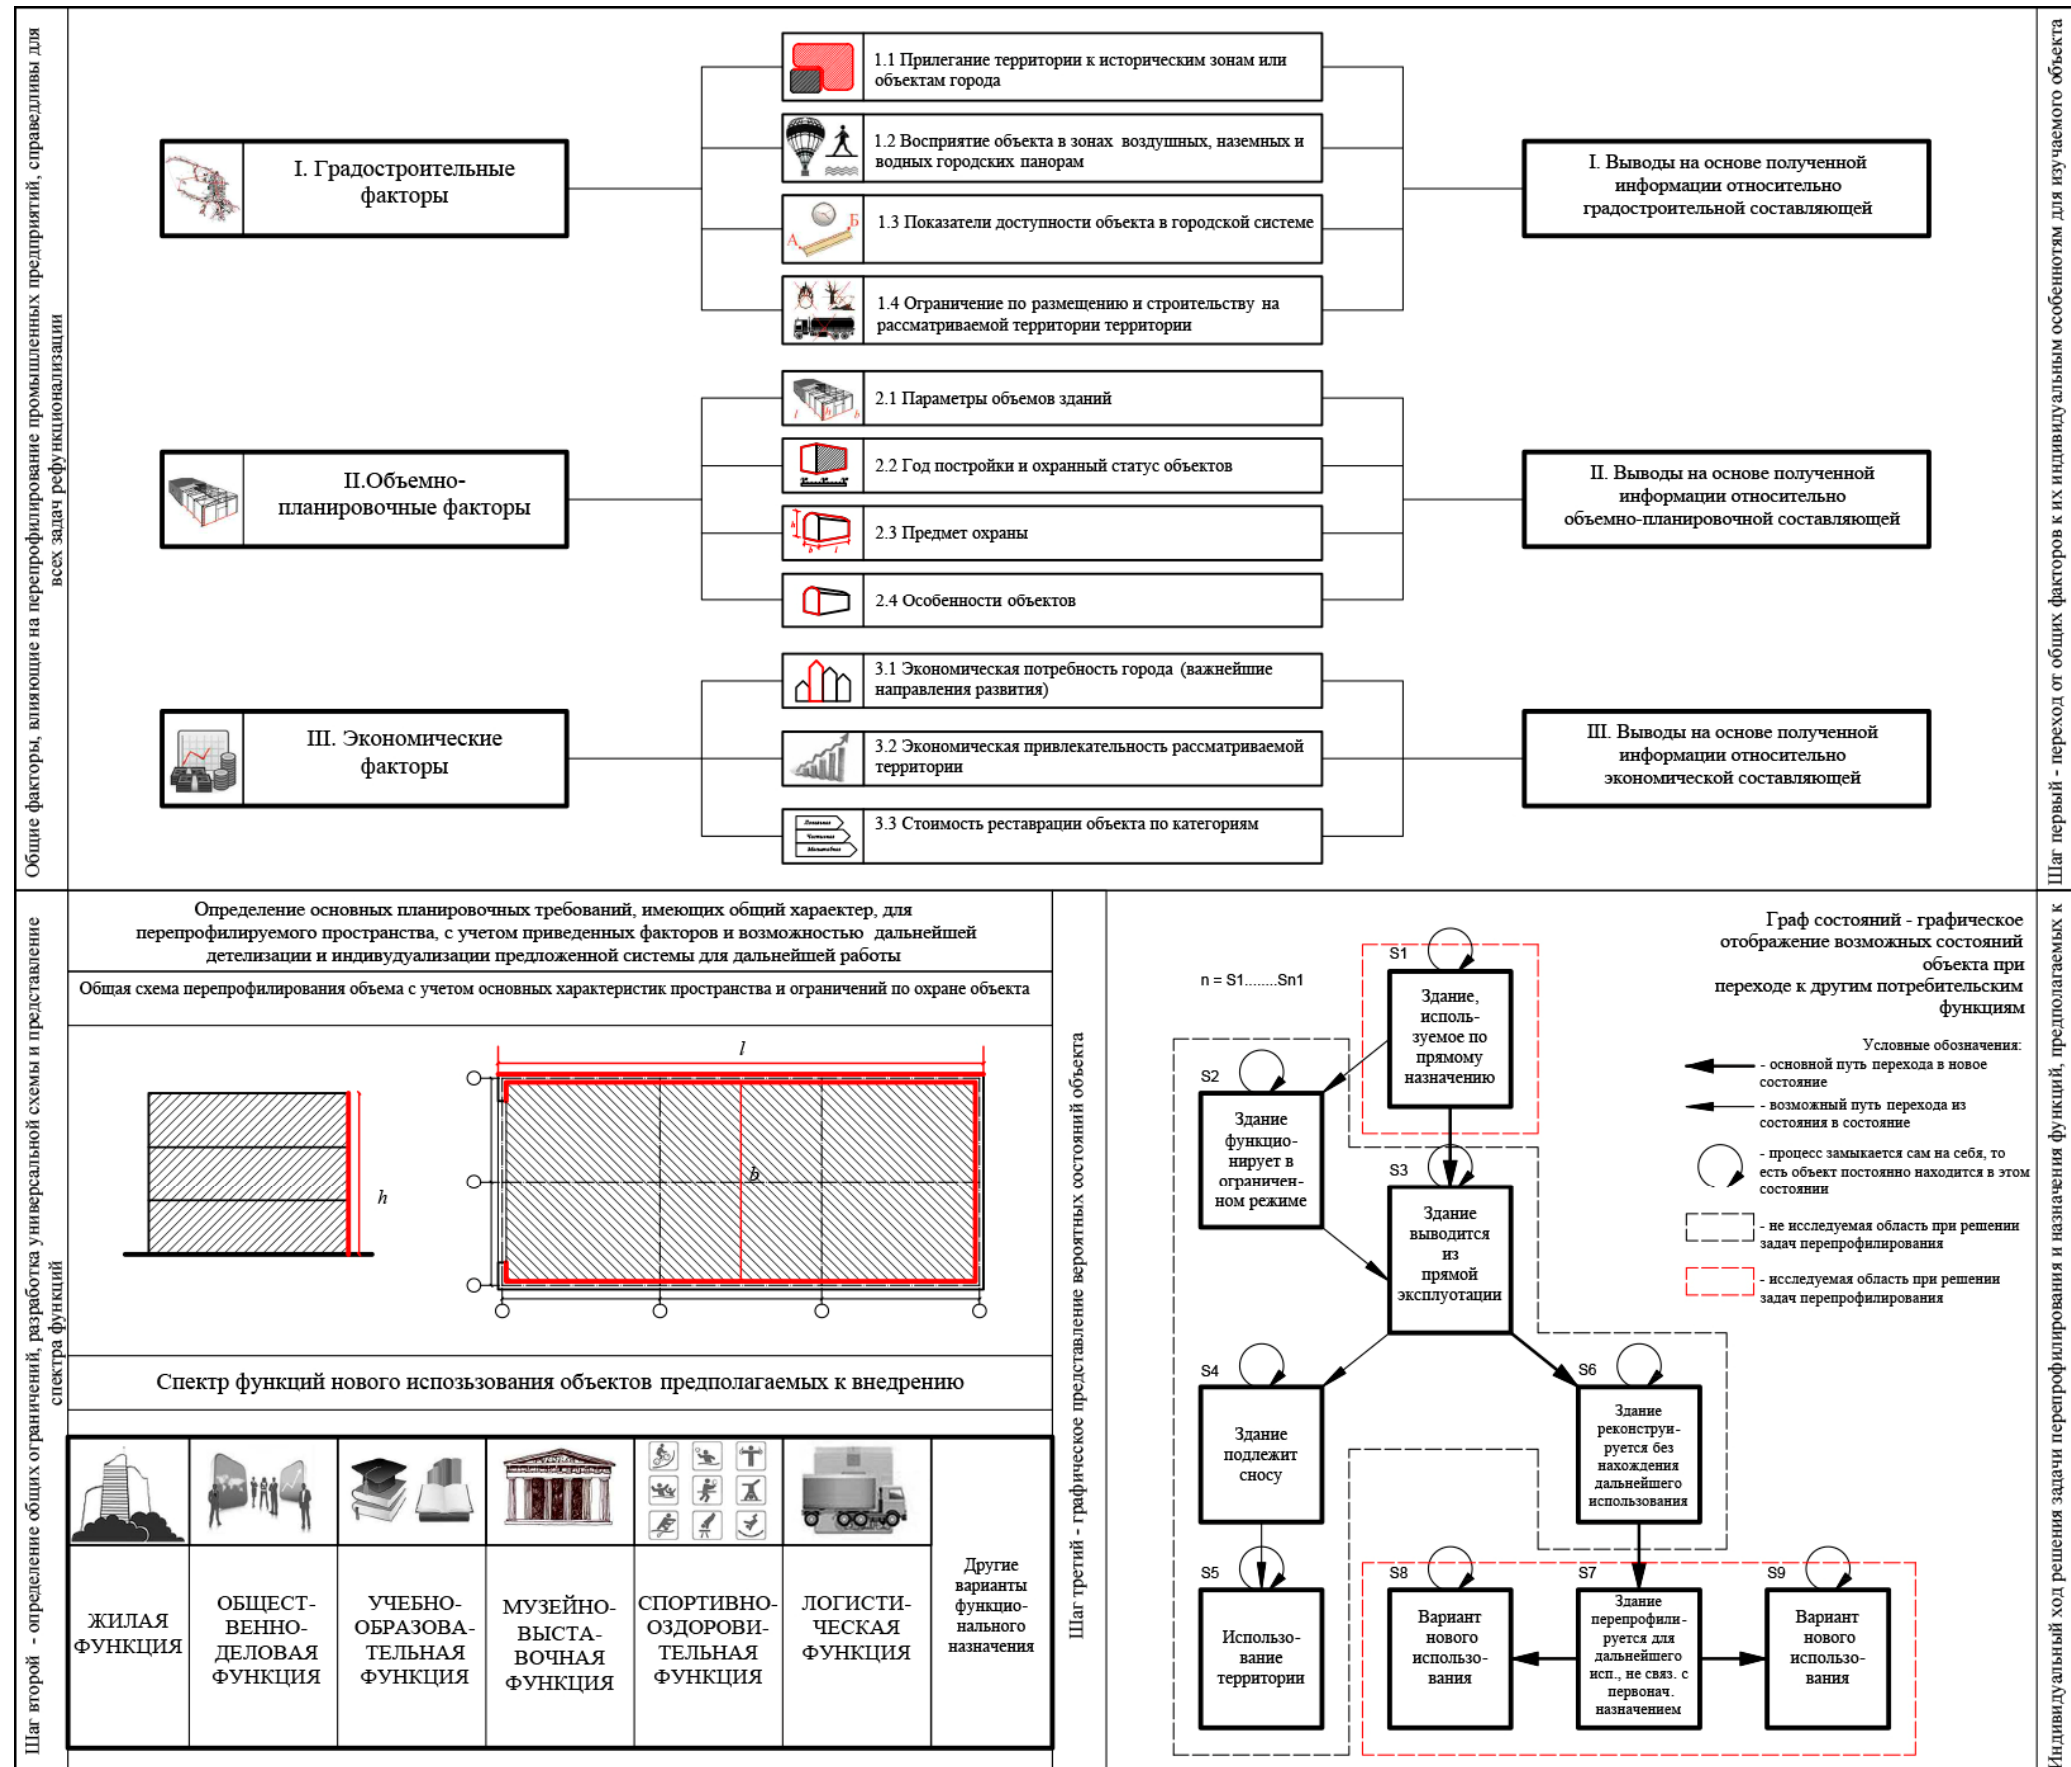 Общие факторы, влияющие на перепрофилирование промышленных предприятий, справедливы для
всех задач рефункционализации
I. Градостроительные
факторы
1.1 Прилегание территории к историческим зонам или
объектам города
1.2 Восприятие объекта в зонах воздушных, наземных и
водных городских панорам
А
Б
1.3 Показатели доступности объекта в городской системе
1.4 Ограничение по размещению и строительству на
рассматриваемой территории территории
I. Выводы на основе полученной
информации относительно
градостроительной составляющей
II.Объемно-
планировочные факторы
l
h
b
2.1 Параметры объемов зданий
2.2 Год постройки и охранный статус объектов
h
b
l
2.3 Предмет охраны
2.4 Особенности объектов
II. Выводы на основе полученной
информации относительно
объемно-планировочной составляющей
III. Экономические
факторы
3.1 Экономическая потребность города (важнейшие
направления развития)
3.2 Экономическая привлекательность рассматриваемой
территории
3.3 Стоимость реставрации объекта по категориям
III. Выводы на основе полученной
информации относительно
экономической составляющей
Шаг первый - переход от общих факторов к их индивидуальным особеннотям для изучаемого объекта
Шаг второй - определение общих ограничений, разработка универсальной схемы и представление
спектра функций
Определение основных планировочных требований, имеющих общий характер, для
перепрофилируемого пространства, с учетом приведенных факторов и возможностью дальнейшей
детелизации и индивудуализации предложенной системы для дальнейшей работы
Общая схема перепрофилирования объема с учетом основных характеристик пространства и ограничений по охране объекта
h
l
b
Спектр функций нового испозьзования объектов предполагаемых к внедрению
ЖИЛАЯ
ФУНКЦИЯ
ОБЩЕСТ-
ВЕННО-
ДЕЛОВАЯ
ФУНКЦИЯ
УЧЕБНО-
ОБРАЗОВА-
ТЕЛЬНАЯ
ФУНКЦИЯ
МУЗЕЙНО-
ВЫСТА-
ВОЧНАЯ
ФУНКЦИЯ
СПОРТИВНО-
ОЗДОРОВИ-
ТЕЛЬНАЯ
ФУНКЦИЯ
ЛОГИСТИ-
ЧЕСКАЯ
ФУНКЦИЯ
Другие
варианты
функцио-
нального
назначения
Шаг третий - графическое представление вероятных состояний объекта
n = S1........Sn1
S1
Здание,
исполь-
зуемое по
прямому
назначению
S2
Здание
функцио-
нирует в
ограничен-
ном режиме
S3
Здание
выводится
из
прямой
эксплуотации
S4
Здание
подлежит
сносу
S5
Использо-
вание
территории
S6
Здание
реконструи-
руется без
нахождения
дальнейшего
использования
S8
Вариант
нового
использо-
вания
S7
Здание
перепрофили-
руется для
дальнейшего
исп., не связ. с
первонач.
назначением
S9
Вариант
нового
использо-
вания
Граф состояний - графическое
отображение возможных состояний
объекта при
переходе к другим потребительским
функциям
Условные обозначения:
- основной путь перехода в новое
состояние
- возможный путь перехода из
состояния в состояние
- процесс замыкается сам на себя, то
есть объект постоянно находится в этом
состоянии
- не исследуемая область при решении
задач перепрофилирования
- исследуемая область при решении
задач перепрофилирования
Индивидуальный ход решения задачи перепрофилирования и назначения функций, предполагаемых к